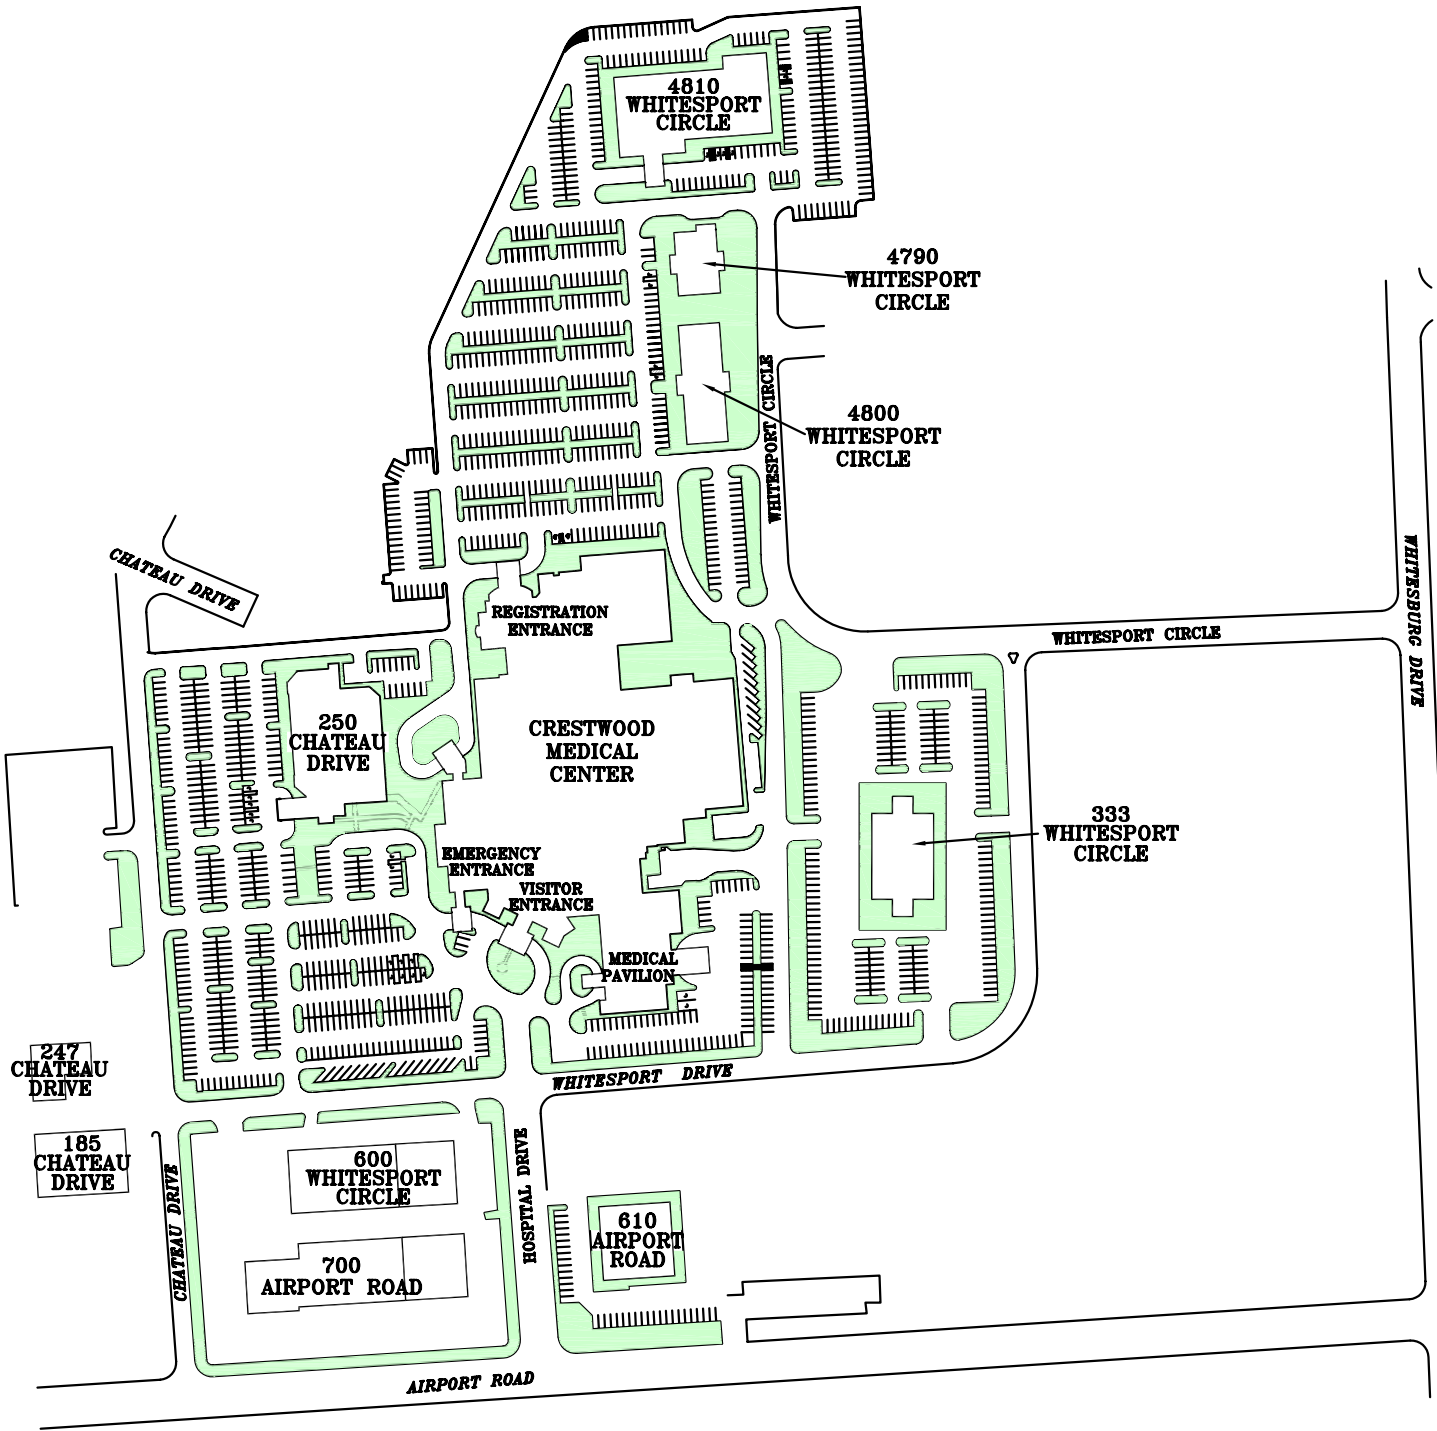 4810
WHITESPORT
CIRCLE
4790
WHITESPORT
CIRCLE
WHITESPORT CIRCLE
4800
WHITESPORT
CIRCLE
CHATEAU DRIVE
WHITESBURG DRIVE
REGISTRATION
ENTRANCE
WHITESPORT CIRCLE
250
CHATEAU
DRIVE
CRESTWOOD
MEDICAL
CENTER
333
WHITESPORT
CIRCLE
EMERGENCY
ENTRANCE
VISITOR
ENTRANCE
MEDICAL
PAVILION
247
CHATEAU
DRIVE
WHITESPORT DRIVE
185
CHATEAU
DRIVE
CHATEAU DRIVE
600
WHITESPORT
CIRCLE
HOSPITAL DRIVE
610
AIRPORT
ROAD
700
AIRPORT ROAD
AIRPORT ROAD